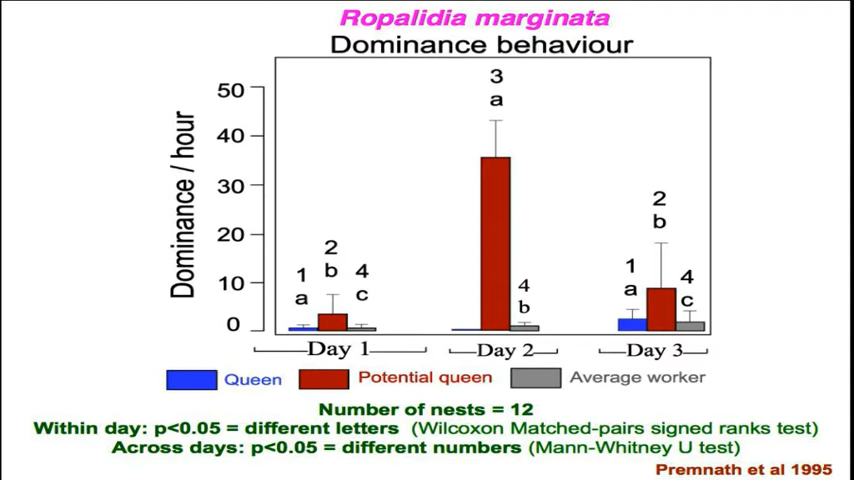 Ropalidia marginata
Dominance behaviour
Dominance / hour
50
40
30
20
10
0
1
a
2
b
4
c
3
a
4
b
1
a
2
b
4
c
Day 1
Day 2
Day 3
Queen
Potential queen
Average worker
Number of nests = 12
Within day: p<0.05 = different letters (Wilcoxon Matched-pairs signed ranks test)
Across days: p<0.05 = different numbers (Mann-Whitney U test)
Premnath et al 1995